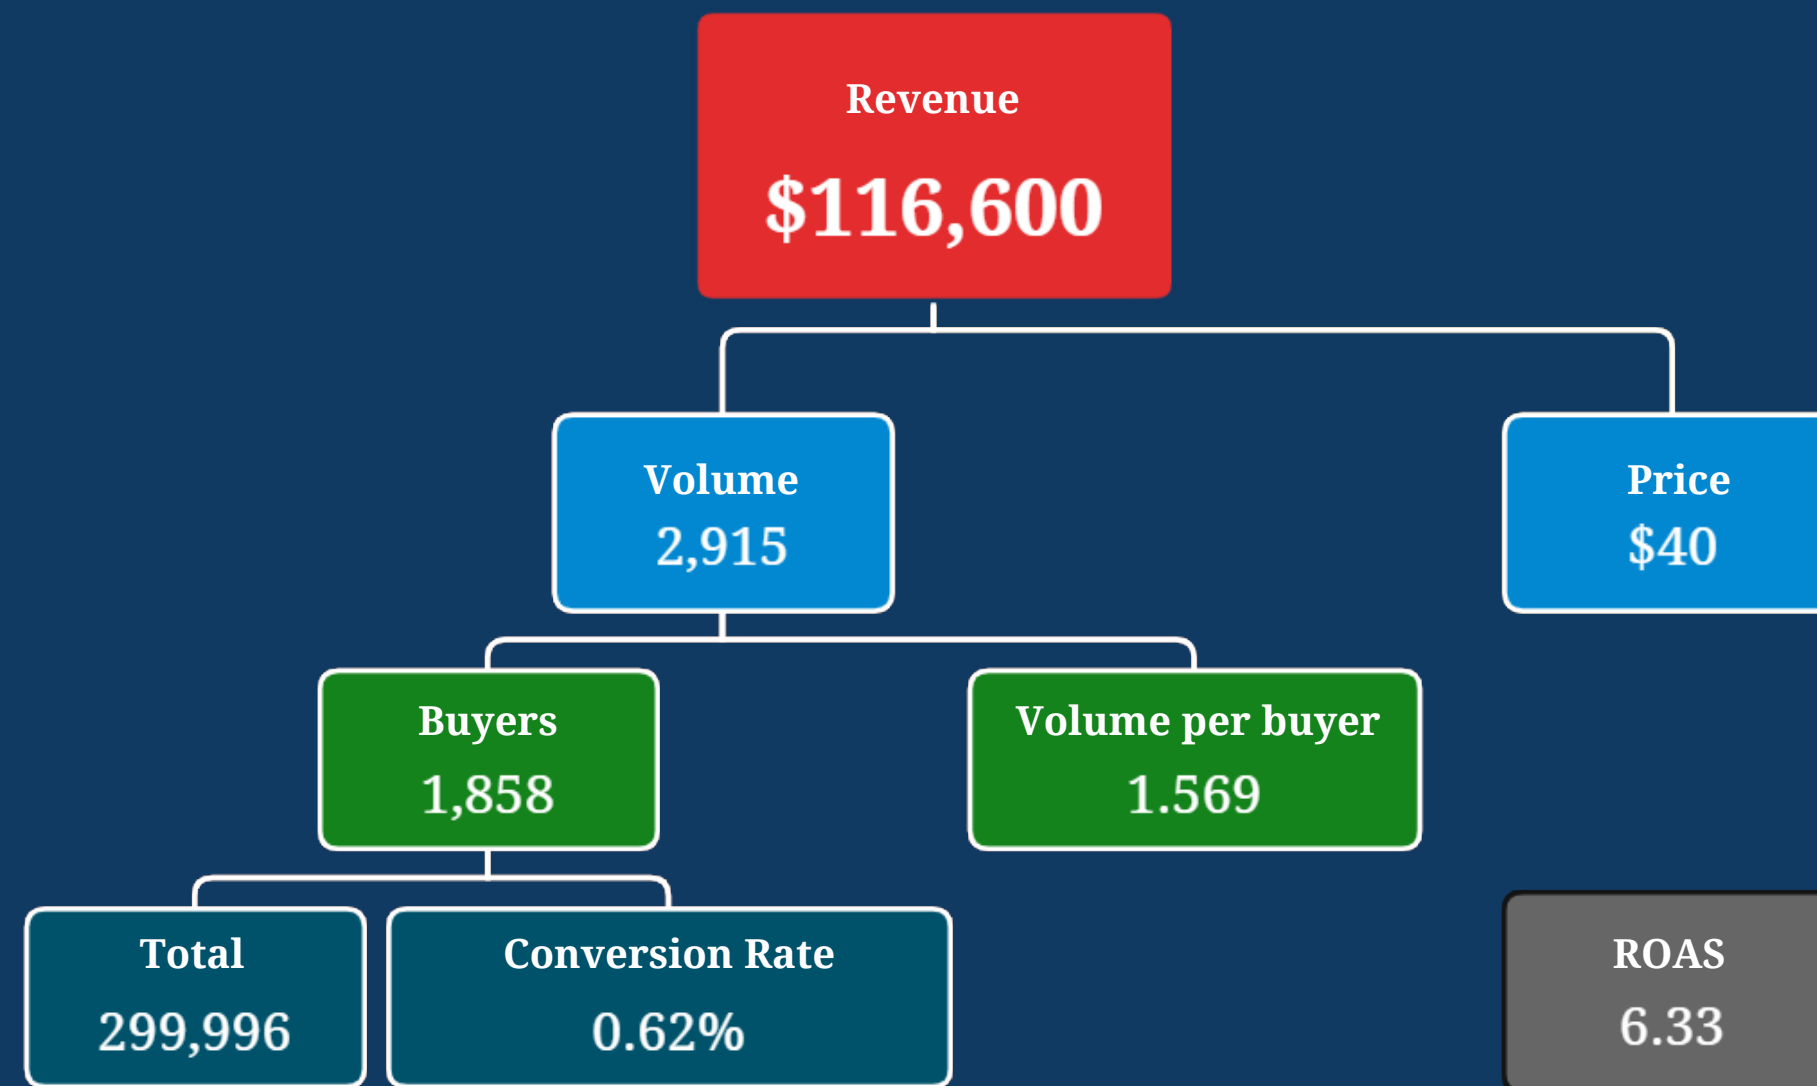 Revenue
$116,600
Volume
2,915
Price
$40
Buyers
1,858
Volume per buyer
1.569
Total
299,996
Conversion Rate
0.62%
ROAS
6.33